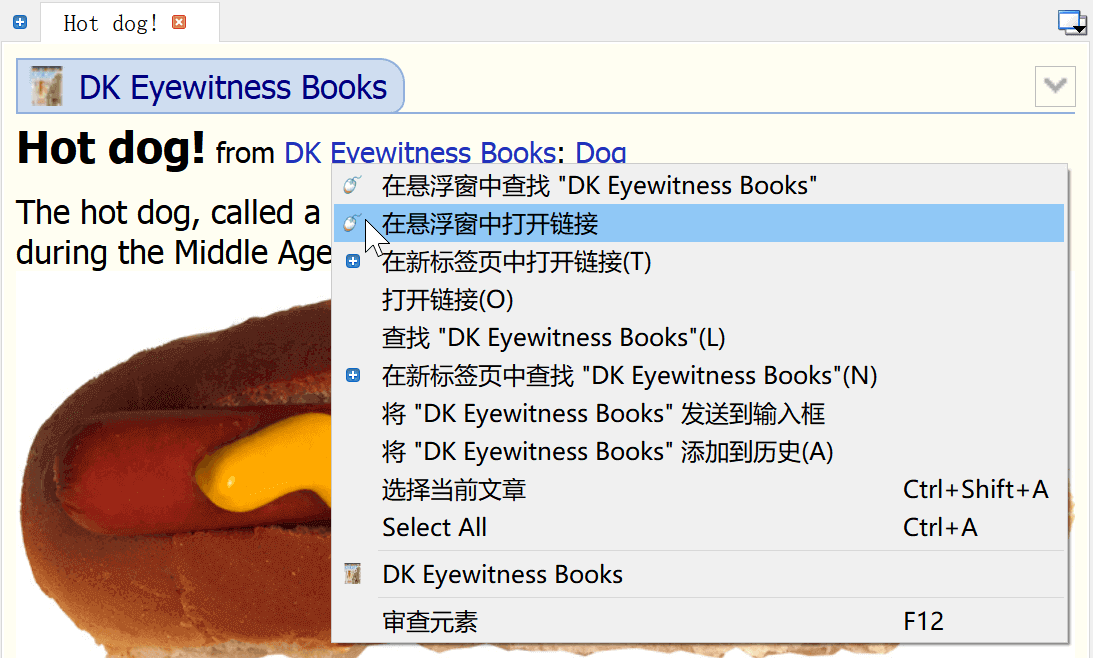 Hot dog!
DK Eyewitness Books
Hot dog! from DK Eyewitness Books: Dog
The hot dog, called a
during the Middle Age
在悬浮窗中查找 "DK Eyewitness Books"
在悬浮窗中打开链接
在新标签页中打开链接(T)
打开链接(O)
查找 "DK Eyewitness Books"(L)
在新标签页中查找 "DK Eyewitness Books"(N)
将 "DK Eyewitness Books" 发送到输入框
将 "DK Eyewitness Books" 添加到历史(A)
选择当前文章 Ctrl+Shift+A
Select All Ctrl+A
DK Eyewitness Books
审查元素 F12